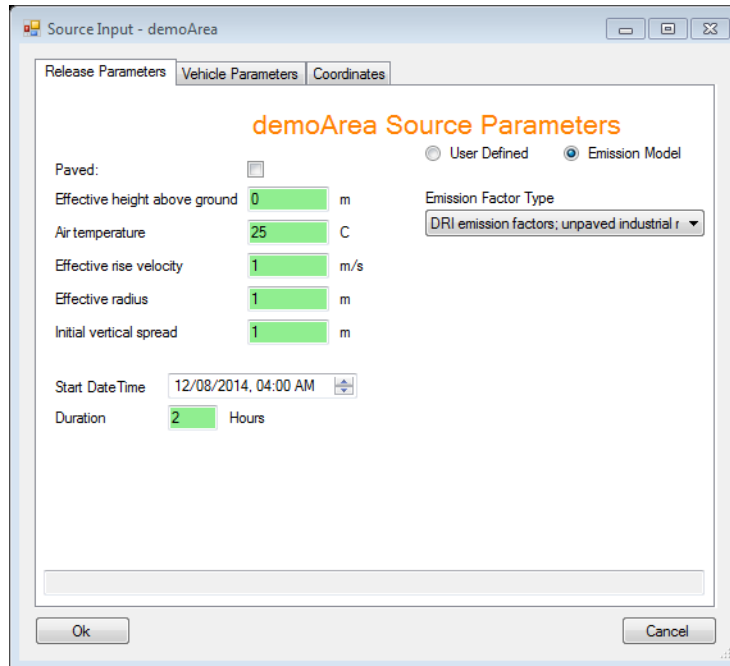 Source Input - demoArea
Release Parameters Vehicle Parameters Coordinates
demoArea Source Parameters
User Defined Emission Model
Paved:
Effective height above ground 0 m
Emission Factor Type
DRI emission factors; unpaved industrial r
Air temperature 25 C
Effective rise velocity 1 m/s
Effective radius 1 m
Initial vertical spread 1 m
Start DateTime 12/08/2014, 04:00 AM
Duration 2 Hours
Ok Cancel